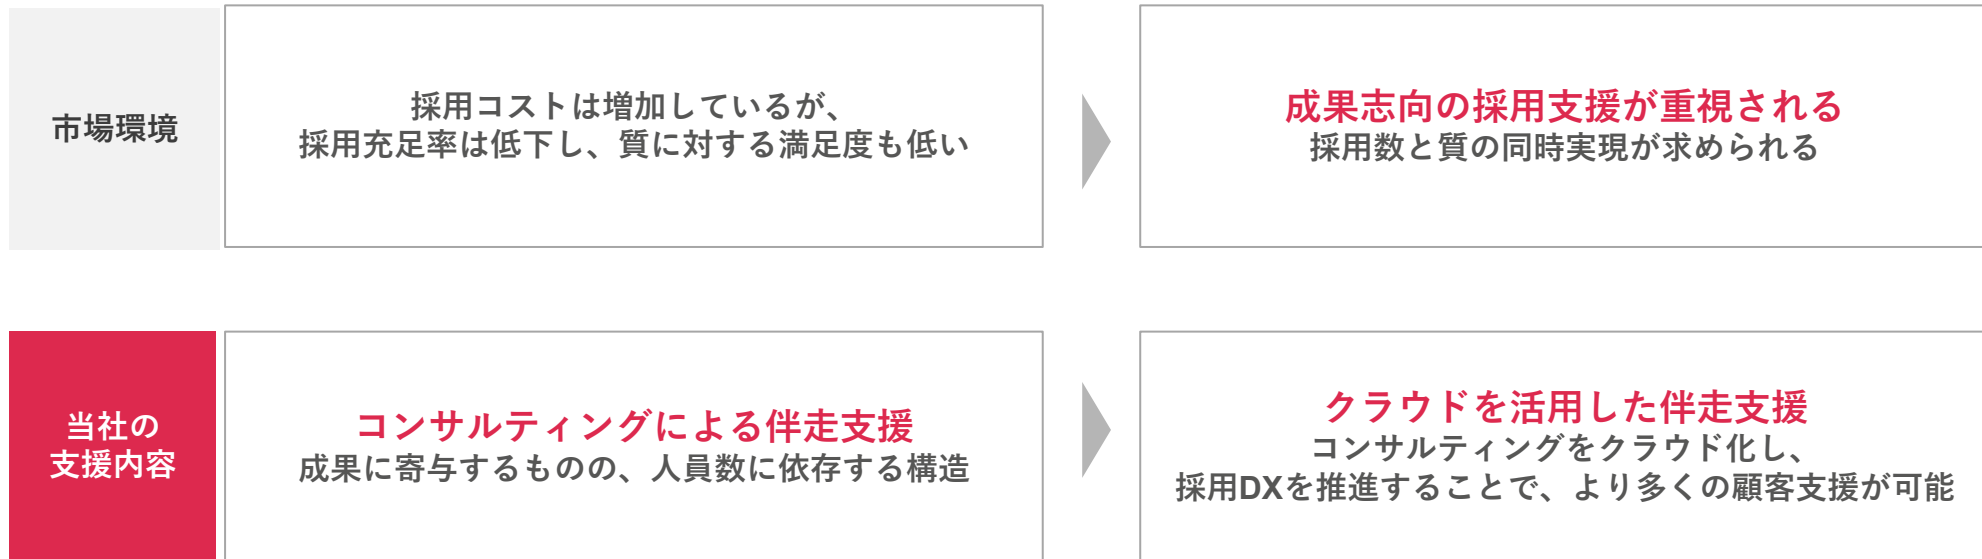 市場環境
採用コストは増加しているが、
採用充足率は低下し、質に対する満足度も低い
成果志向の採用支援が重視される
採用数と質の同時実現が求められる
当社の
支援内容
コンサルティングによる伴走支援
成果に寄与するものの、人員数に依存する構造
クラウドを活用した伴走支援
コンサルティングをクラウド化し、
採用DXを推進することで、より多くの顧客支援が可能